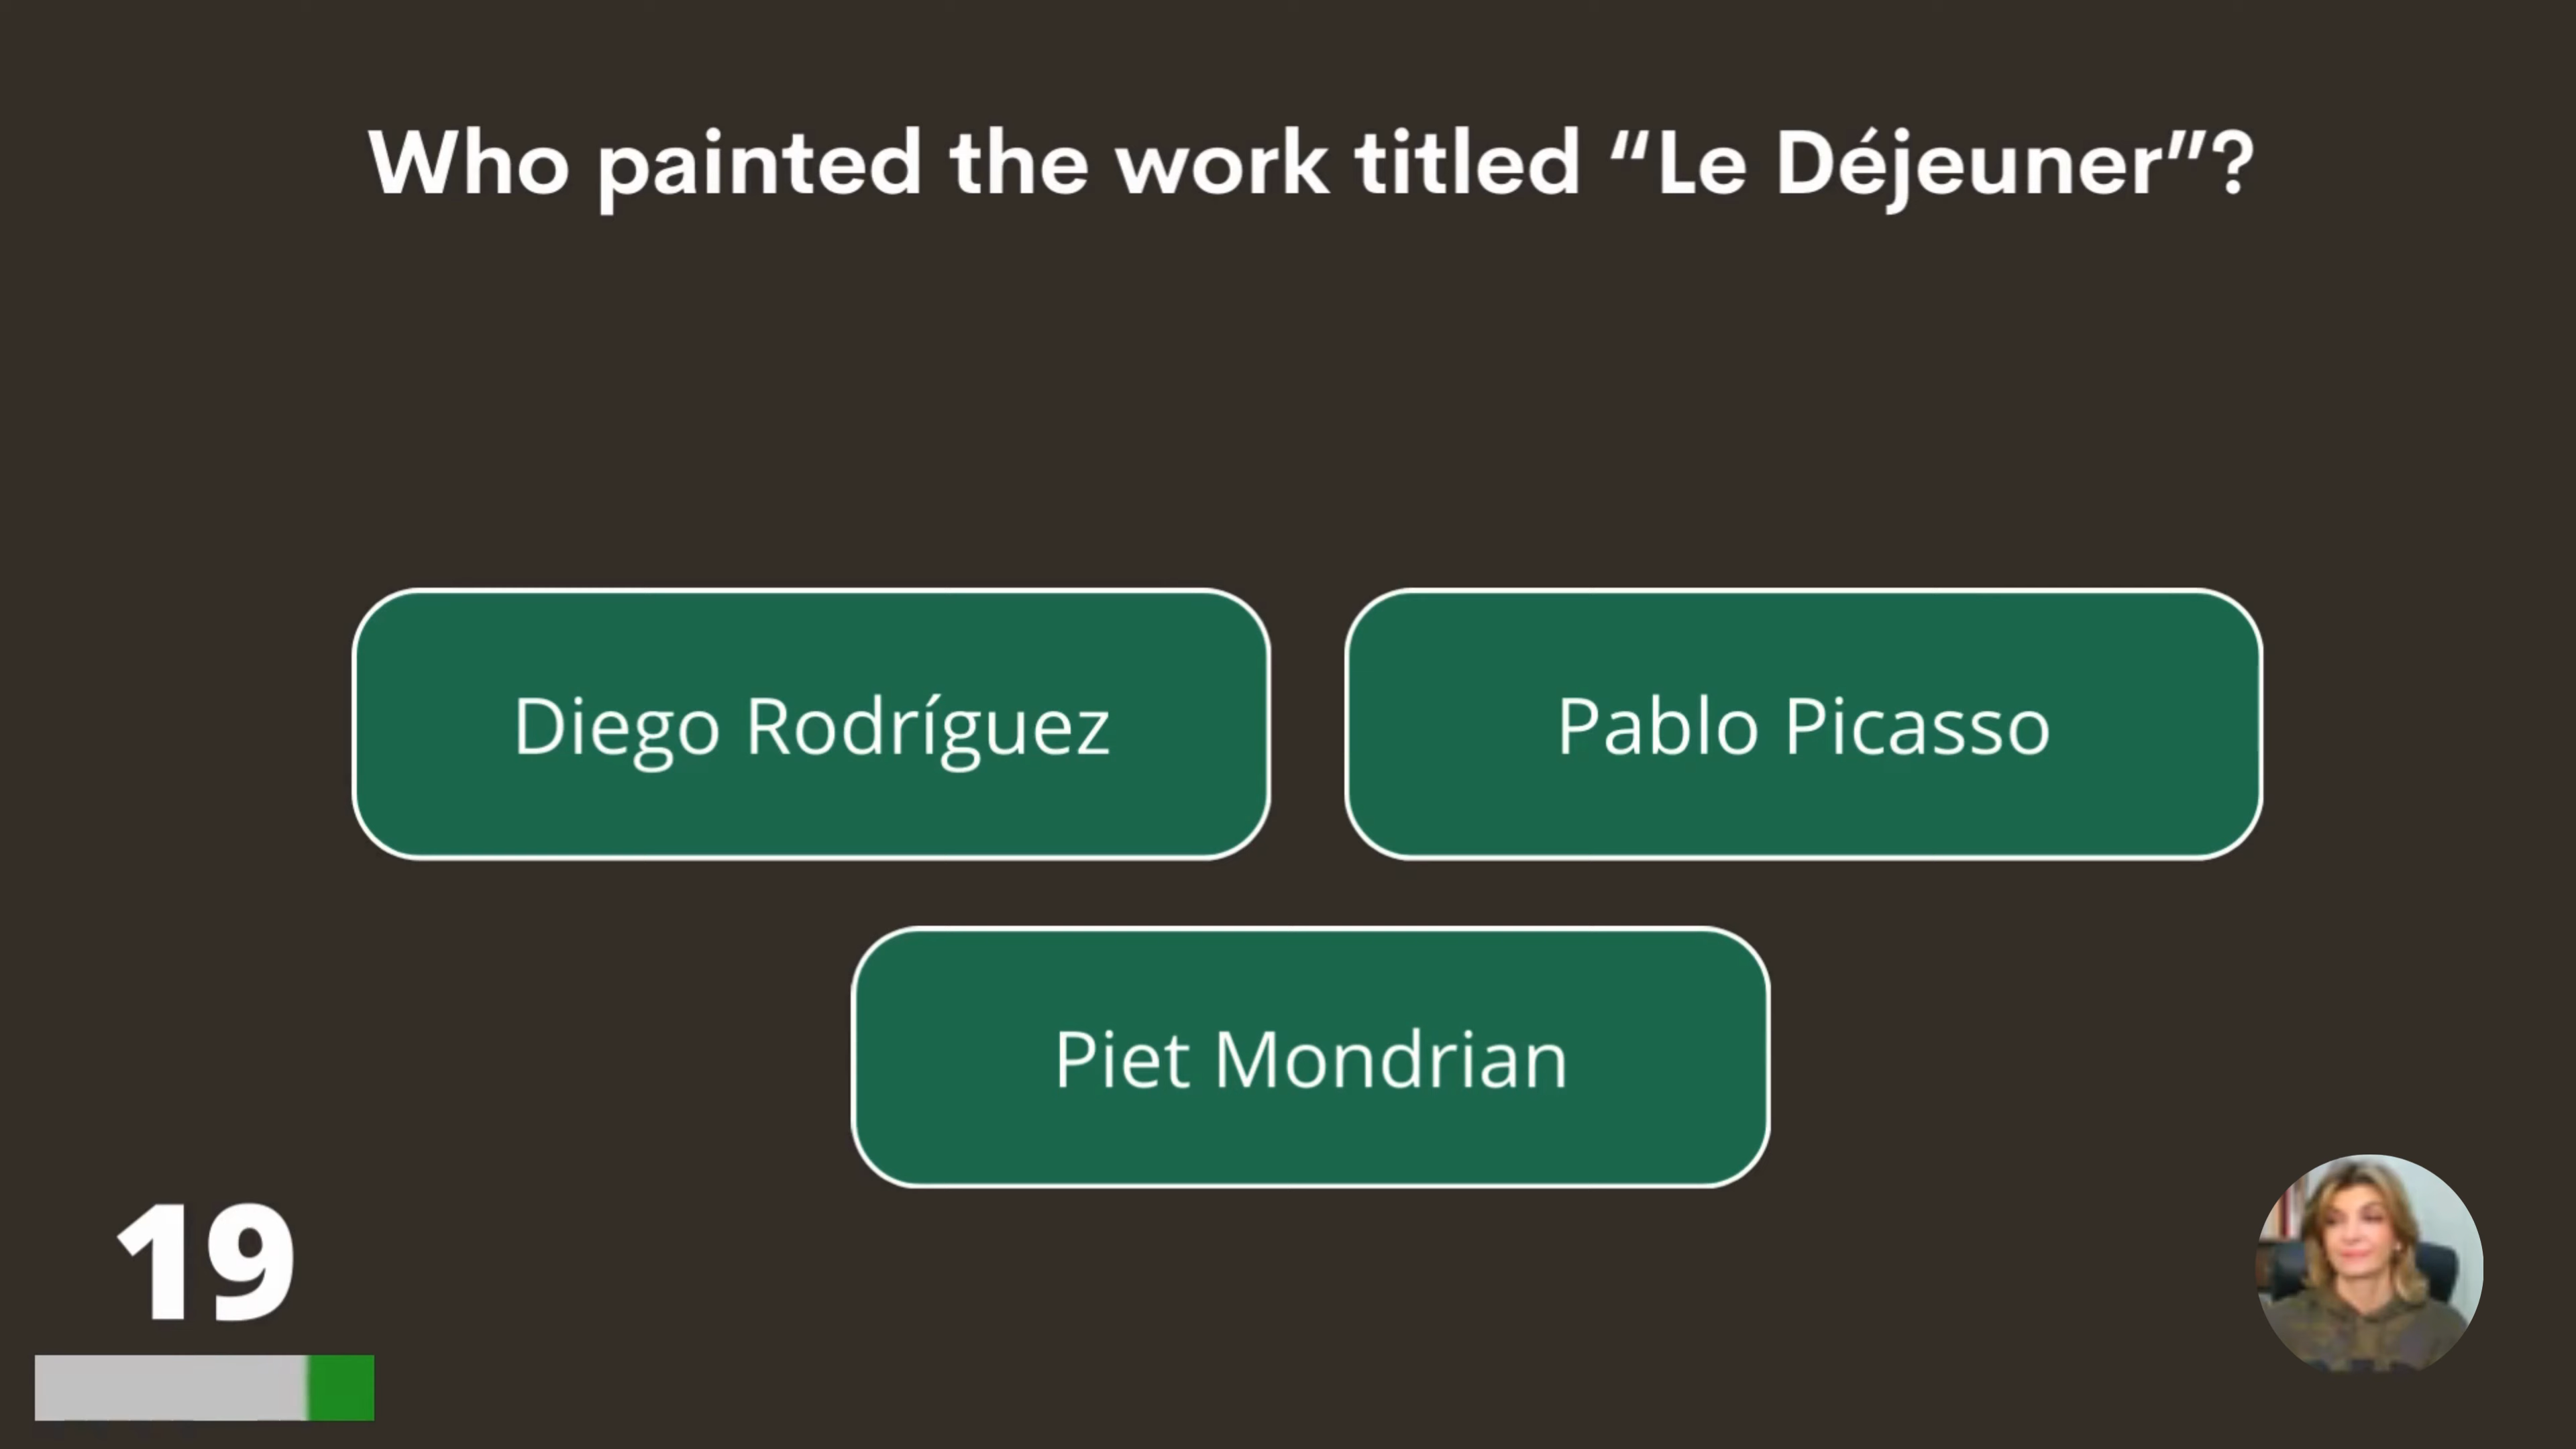 Who painted the work titled “Le Déjeuner”?
Diego Rodríguez
Pablo Picasso
Piet Mondrian
19